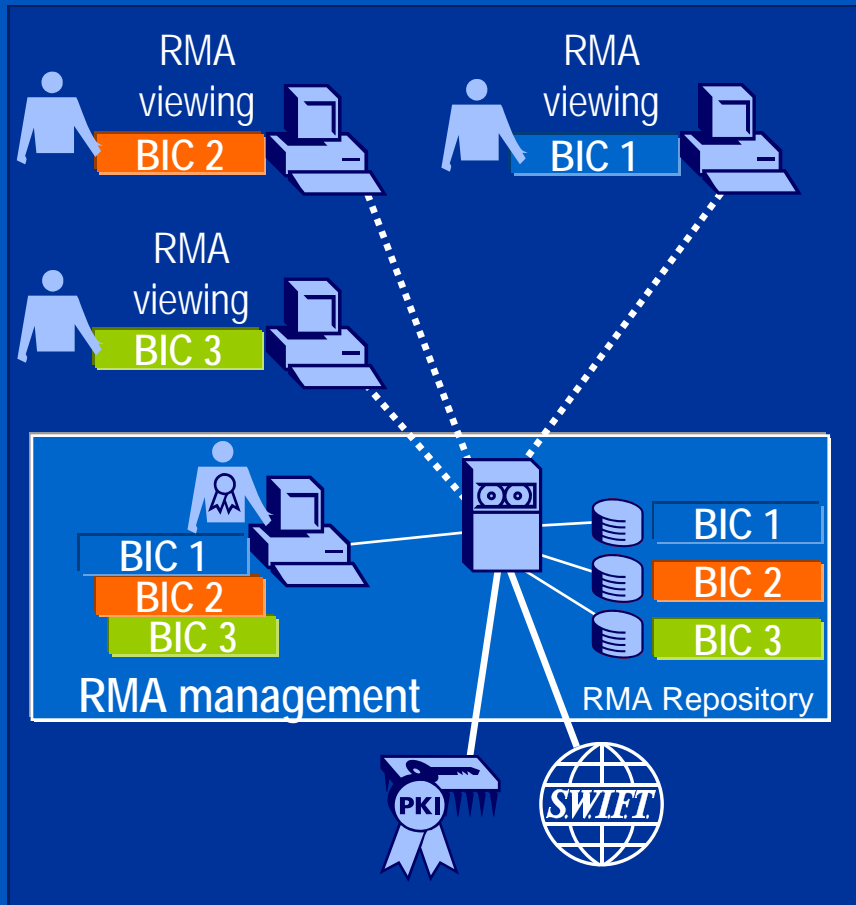 RMA
viewing
BIC 2
RMA
viewing
BIC 1
RMA
viewing
BIC 3
BIC 1
BIC 2
BIC 3
RMA management
BIC 1
BIC 2
BIC 3
RMA Repository
PKI
S.W.I.F.T.